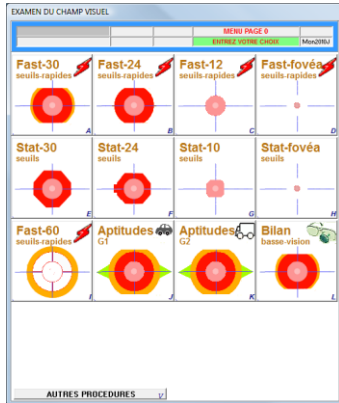 EXAMEN DU CHAMP VISUEL
MENU PAGE 0
ENTREZ VOTRE CHOIX
Mon2018J
Fast-30
seuils-rapides
A
Fast-24
seuils-rapides
B
Fast-12
seuils-rapides
C
Fast-fovéa
seuils-rapides
D
Stat-30
seuils
E
Stat-24
seuils
F
Stat-10
seuils
G
Stat-fovéa
seuils
H
Fast-60
seuils-rapides
I
Aptitudes
G1
J
Aptitudes
G2
K
Bilan
basse-vision
L
AUTRES PROCEDURES V